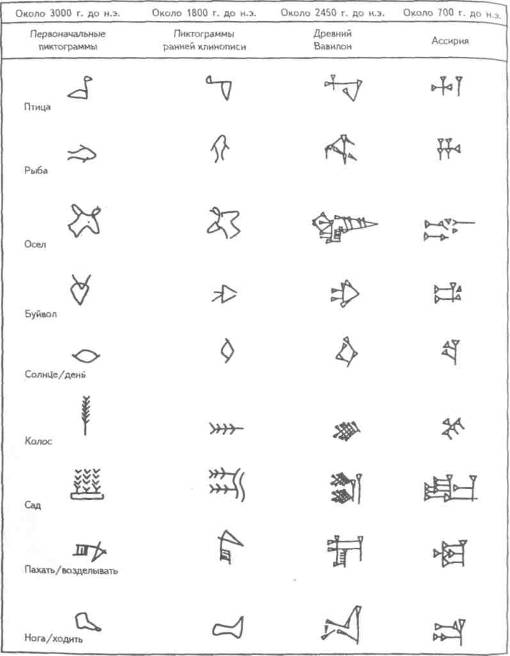 Около 3000 г. до н.э. Около 1800 г. до н.э. Около 2450 г. до н.э. Около 700 г. до н.э.
Первоначальные пиктограммы Пиктограммы ранней клинописи Древний Вавилон Ассирия
Птица
Рыба
Осел
Буйвол
Солнце/день
Колос
Сад
Пахать/возделывать
Нога/ходить